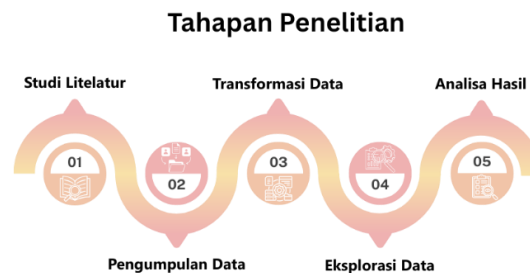 Tahapan Penelitian
Studi Litelatur
Transformasi Data
Analisa Hasil
01
02
03
04
05
Pengumpulan Data
Eksplorasi Data